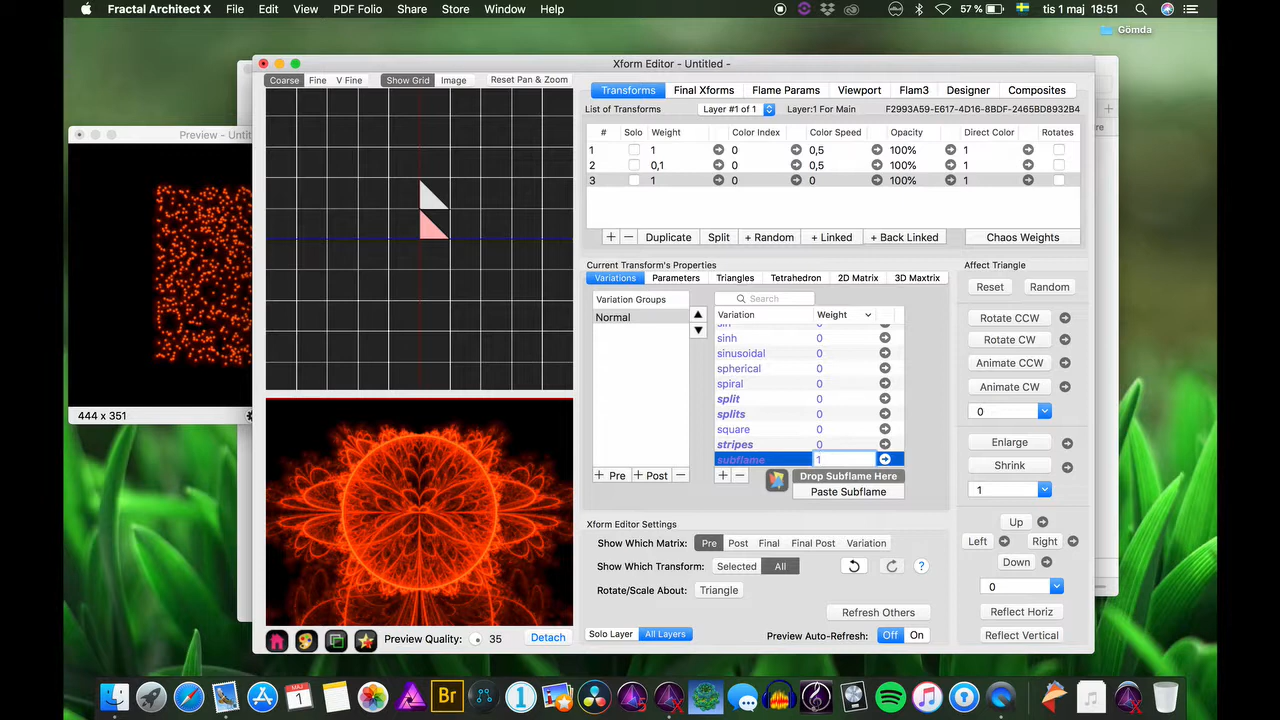 Fractal Architect X File Edit View PDF Folio Share Store Window Help 57 % tis 1 maj 18:51
Gömda
Xform Editor - Untitled -
Coarse Fine V Fine Show Grid Image Reset Pan & Zoom
Transforms Final Xforms Flame Params Viewport Flam3 Designer Composites
List of Transforms Layer #1 of 1 Layer:1 For Main F2993A59-E617-4D16-8BDF-2465BD8932B4
# Solo Weight Color Index Color Speed Opacity Direct Color Rotates
1 1 0 0,5 100% 1
2 0,1 0 0,5 100% 1
3 1 0 0 100% 1
+ − Duplicate Split + Random + Linked + Back Linked Chaos Weights
Preview - Untit
444 x 351
Current Transform's Properties Affect Triangle
Variations Parameters Triangles Tetrahedron 2D Matrix 3D Maxtrix
Reset Random
Variation Groups
Normal
Search
Variation Weight
sin 0
sinh 0
sinusoidal 0
spherical 0
spiral 0
split 0
splits 0
square 0
stripes 0
subflame 1
+ Pre + Post − + − Drop Subflame Here
Paste Subflame
Rotate CCW
Rotate CW
Animate CCW
Animate CW
0
Enlarge
Shrink
1
Up
Left Right
Down
0
Reflect Horiz
Reflect Vertical
Xform Editor Settings
Show Which Matrix: Pre Post Final Final Post Variation
Show Which Transform: Selected All ?
Rotate/Scale About: Triangle
Refresh Others
Solo Layer All Layers Preview Auto-Refresh: Off On
Preview Quality: 35 Detach
MAJ
1
Br
1